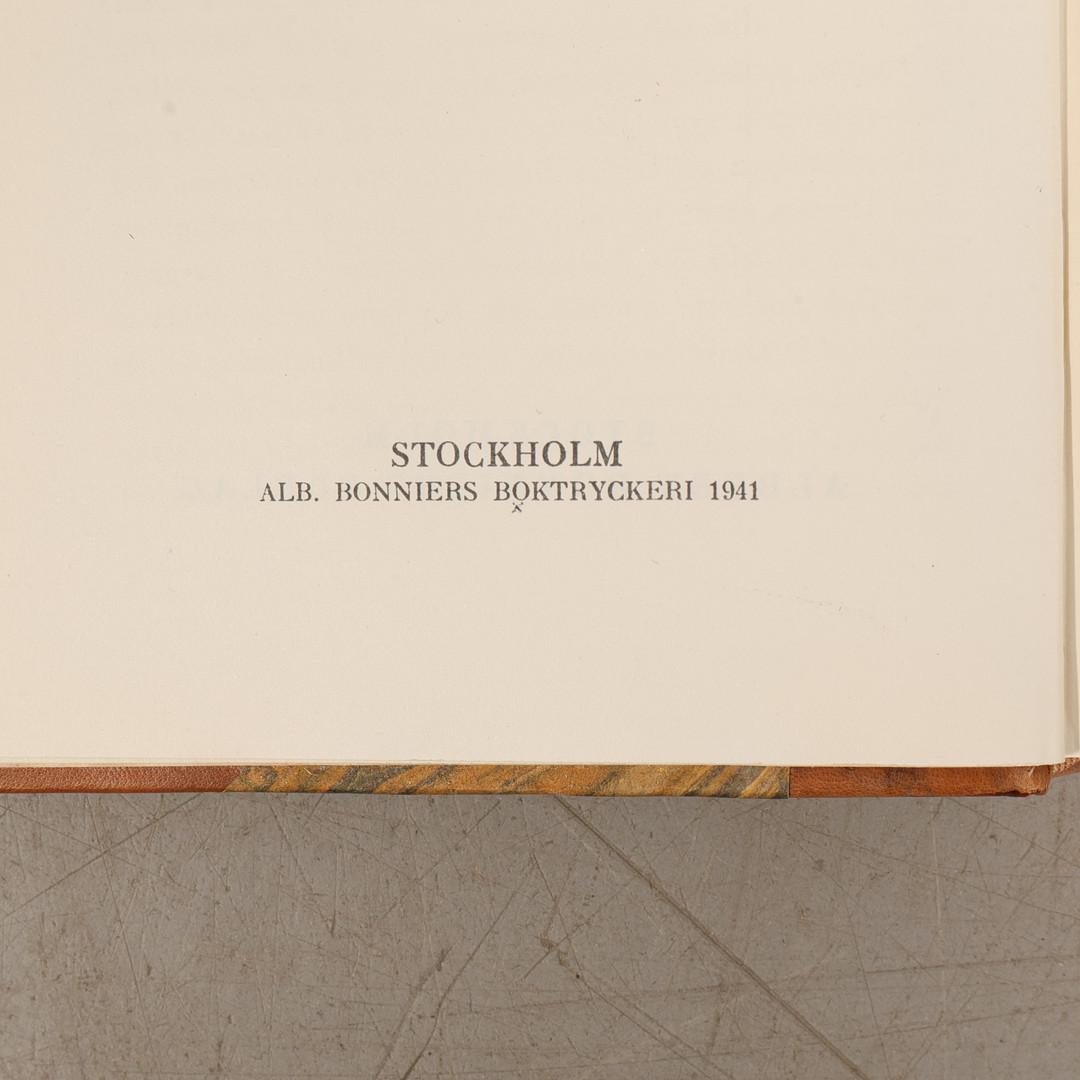 STOCKHOLM
ALB. BONNIERS BOKTRYCKERI 1941